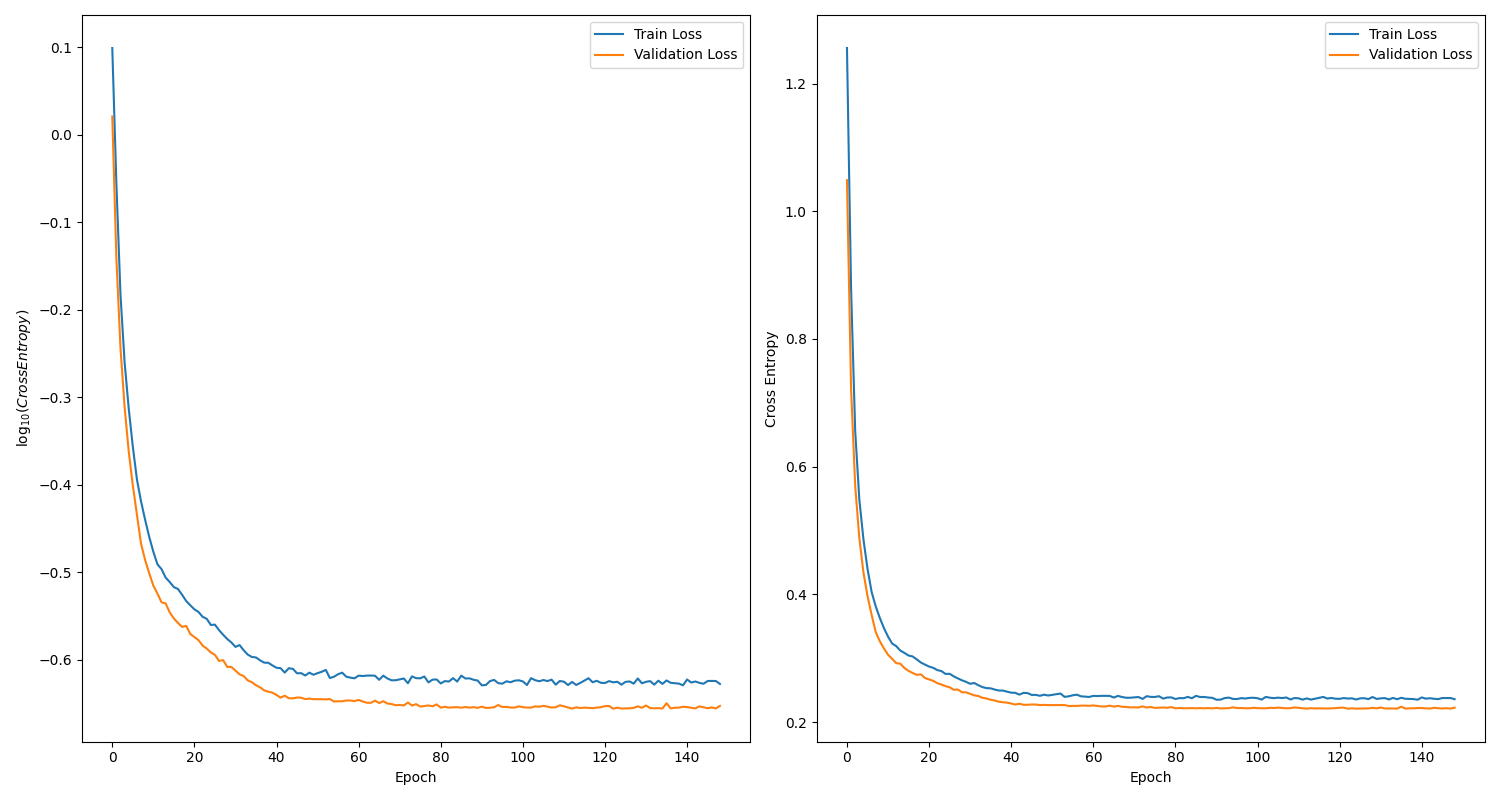 Train Loss
Validation Loss
0.1
0.0
−0.1
−0.2
−0.3
−0.4
−0.5
−0.6
log₁₀(CrossEntropy)
0 20 40 60 80 100 120 140
Epoch
Train Loss
Validation Loss
1.2
1.0
0.8
0.6
0.4
0.2
Cross Entropy
0 20 40 60 80 100 120 140
Epoch